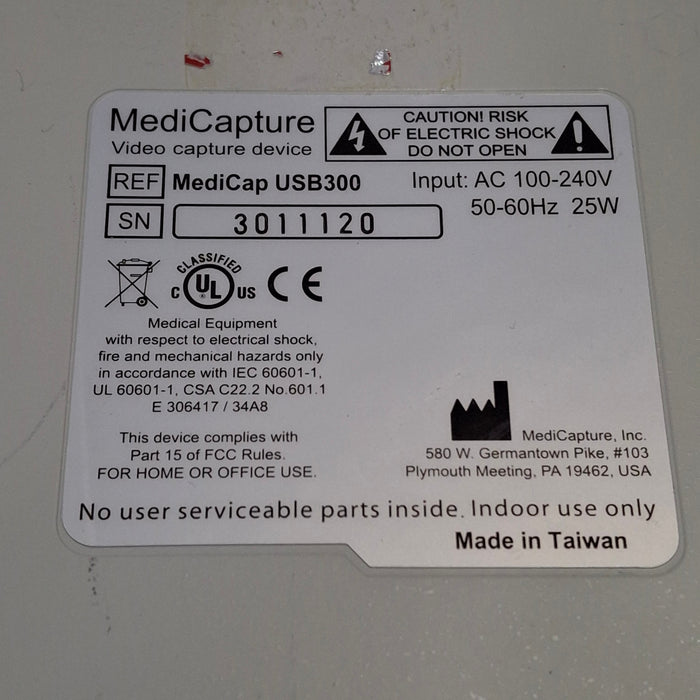 MediCapture
Video capture device
CAUTION! RISK
OF ELECTRIC SHOCK
DO NOT OPEN
REF MediCap USB300
Input: AC 100-240V
50-60Hz 25W
SN 3011120
CLASSIFIED
C UL US CE
Medical Equipment
with respect to electrical shock,
fire and mechanical hazards only
in accordance with IEC 60601-1,
UL 60601-1, CSA C22.2 No.601.1
E 306417 / 34A8
This device complies with
Part 15 of FCC Rules.
FOR HOME OR OFFICE USE.
MediCapture, Inc.
580 W. Germantown Pike, #103
Plymouth Meeting, PA 19462, USA
No user serviceable parts inside. Indoor use only
Made in Taiwan